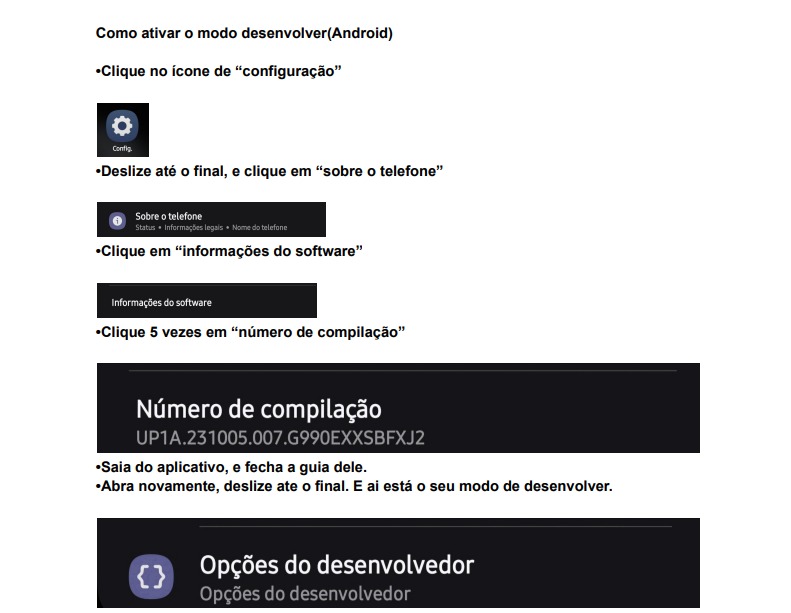 Como ativar o modo desenvolver(Android)
•Clique no ícone de “configuração”
Config.
•Deslize até o final, e clique em “sobre o telefone”
Sobre o telefone
Status • Informações legais • Nome do telefone
•Clique em “informações do software”
Informações do software
•Clique 5 vezes em “número de compilação”
Número de compilação
UP1A.231005.007.G990EXXSBFXJ2
•Saia do aplicativo, e fecha a guia dele.
•Abra novamente, deslize ate o final. E ai está o seu modo de desenvolver.
Opções do desenvolvedor
Opções do desenvolvedor